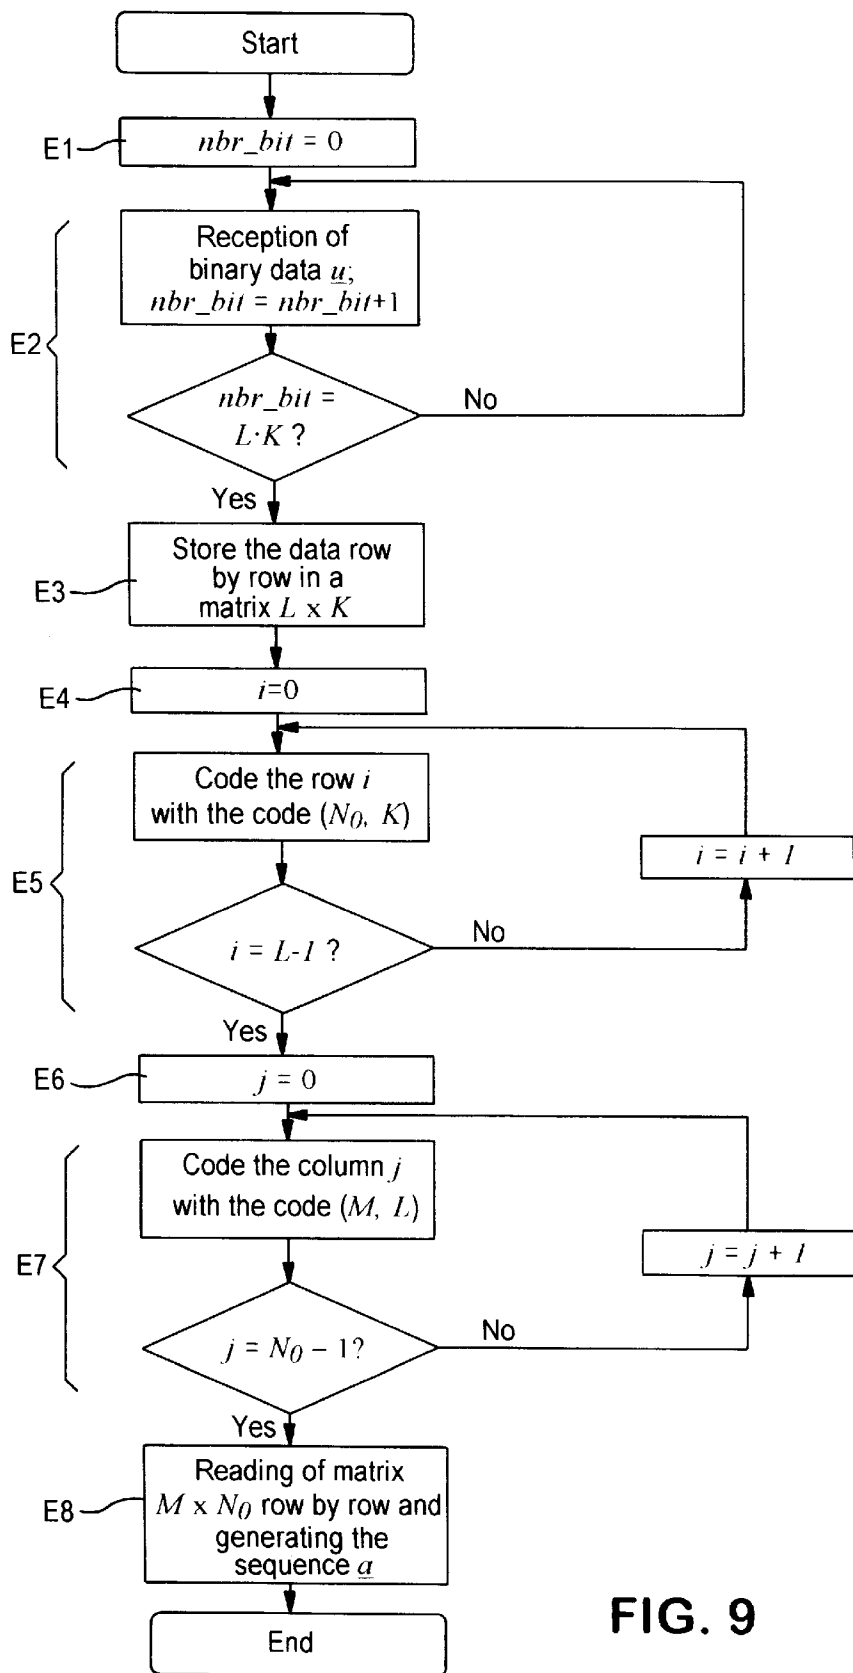 Start
E1
nbr_bit = 0
E2
Reception of
binary data u;
nbr_bit = nbr_bit+1
nbr_bit =
L·K ?
No
Yes
E3
Store the data row
by row in a
matrix L x K
E4
i=0
E5
Code the row i
with the code (N0, K)
i = i + 1
i = L-1 ?
No
Yes
E6
j = 0
E7
Code the column j
with the code (M, L)
j = j + 1
j = N0 – 1?
No
Yes
E8
Reading of matrix
M x N0 row by row and
generating the
sequence a
End
FIG. 9